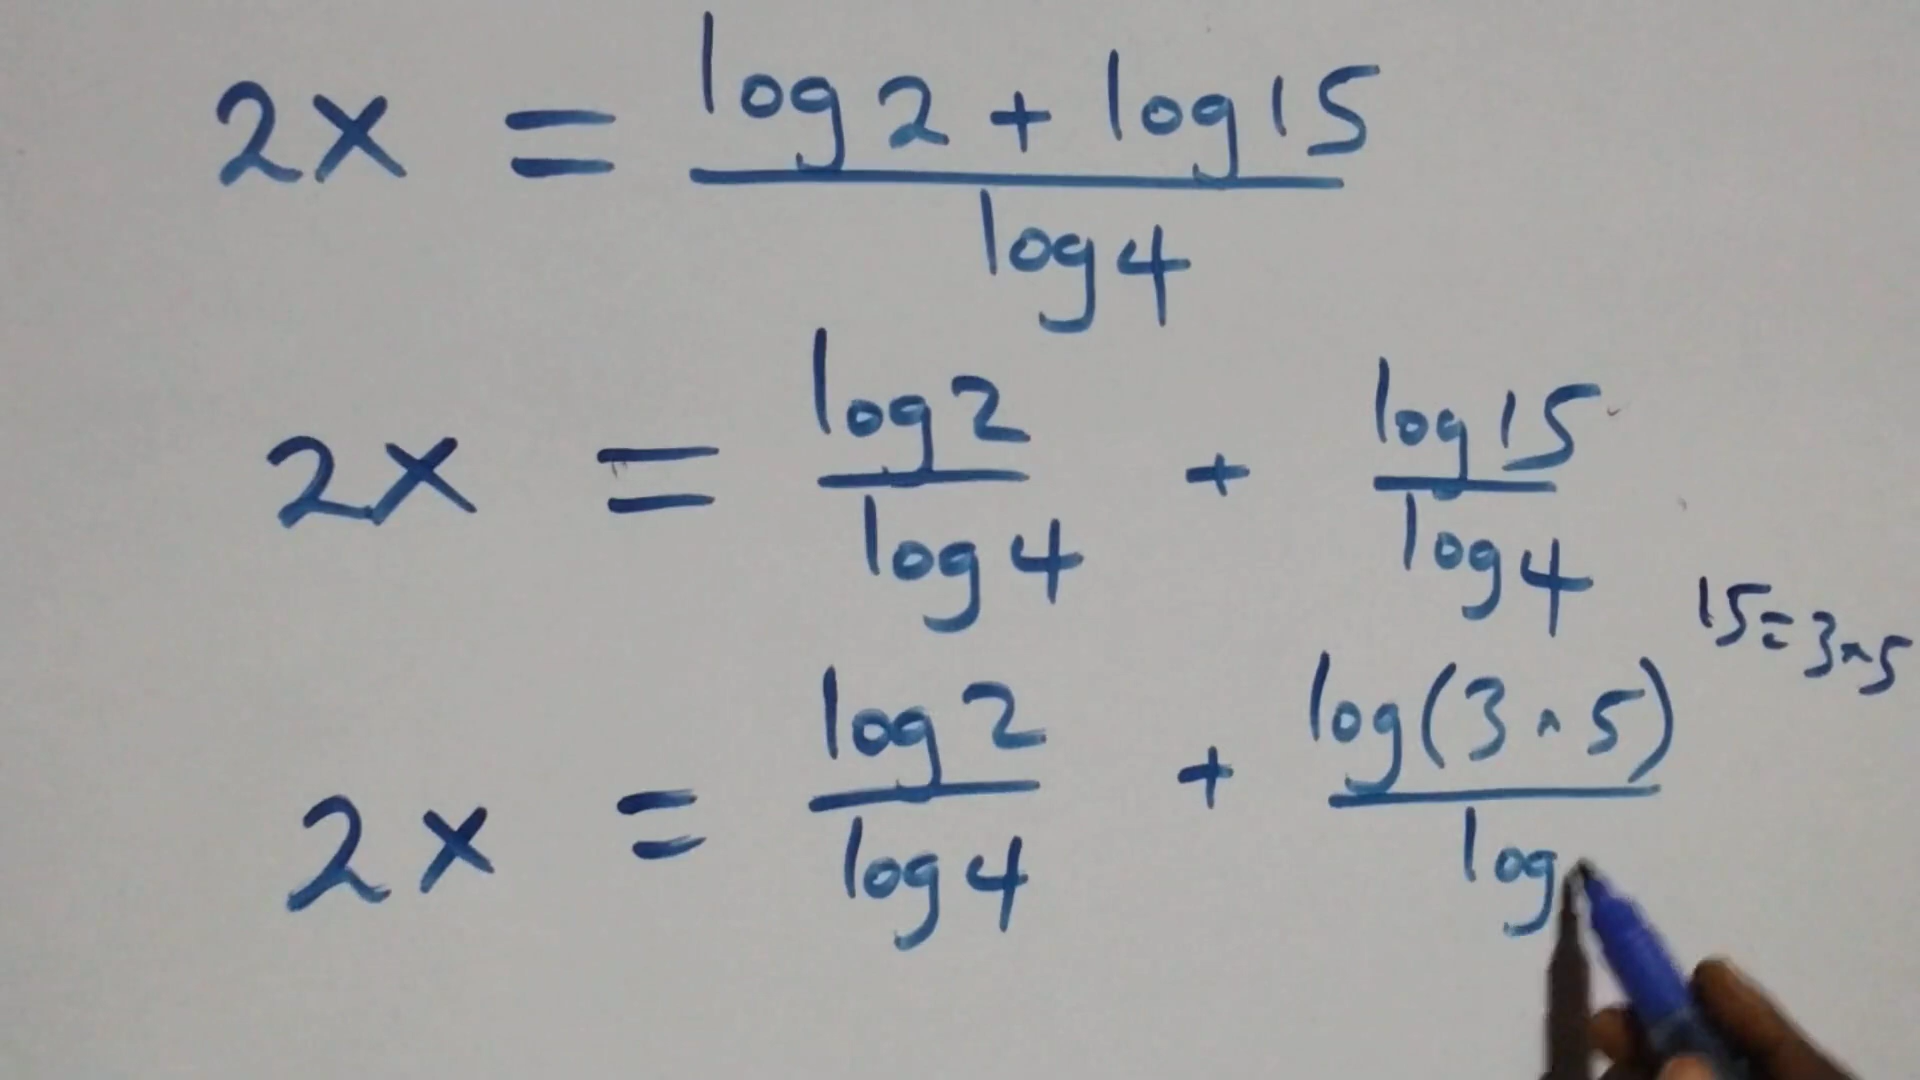 2x = (log 2 + log 15) / log 4
2x = log 2 / log 4 + log 15 / log 4
15 = 3 × 5
2x = log 2 / log 4 + log(3 × 5) / log